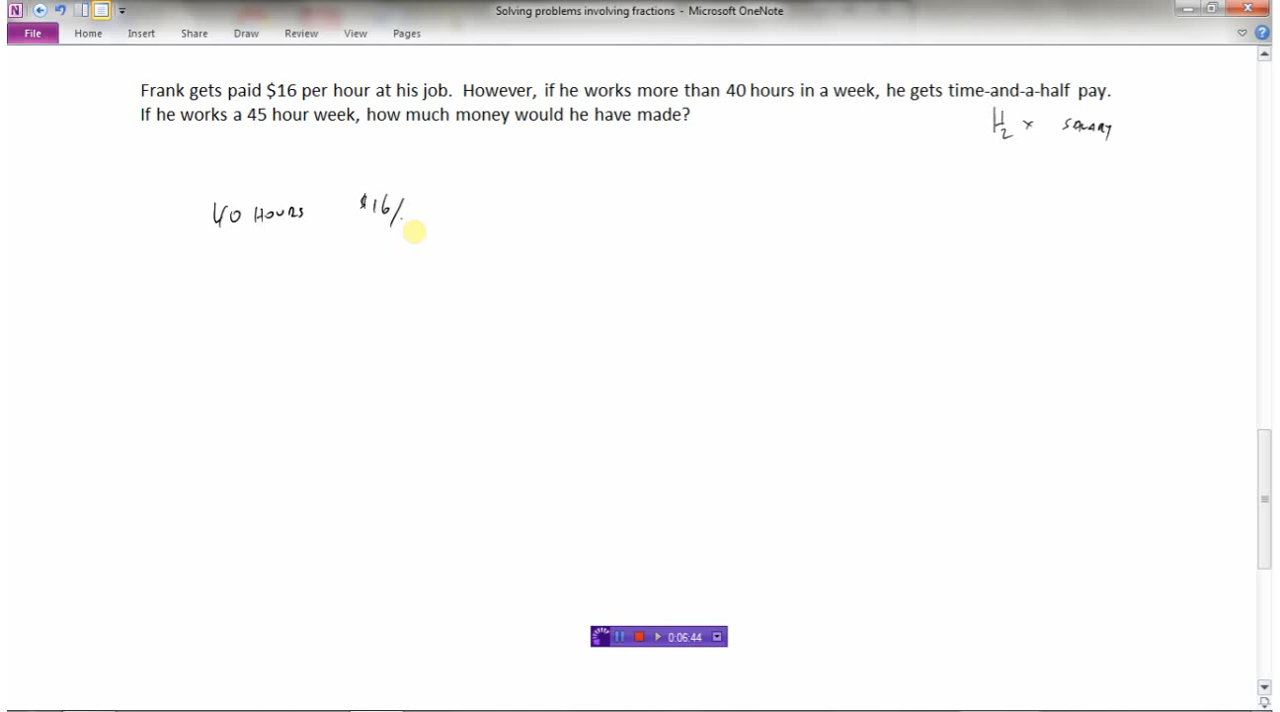 Solving problems involving fractions - Microsoft OneNote
File Home Insert Share Draw Review View Pages
Frank gets paid $16 per hour at his job. However, if he works more than 40 hours in a week, he gets time-and-a-half pay.
If he works a 45 hour week, how much money would he have made?
× SALARY
40 HOURS $16/
0:06:44